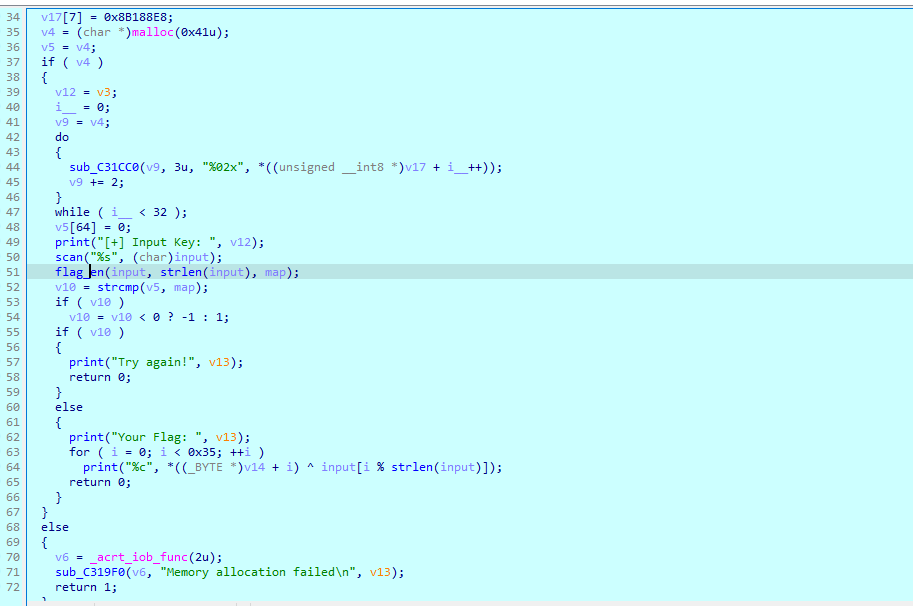 34 v17[7] = 0x8B188E8;
35 v4 = (char *)malloc(0x41u);
36 v5 = v4;
37 if ( v4 )
38 {
39 v12 = v3;
40 i__ = 0;
41 v9 = v4;
42 do
43 {
44 sub_C31CC0(v9, 3u, "%02x", *((unsigned __int8 *)v17 + i__++));
45 v9 += 2;
46 }
47 while ( i__ < 32 );
48 v5[64] = 0;
49 print("[+] Input Key: ", v12);
50 scan("%s", (char)input);
51 flag_en(input, strlen(input), map);
52 v10 = strcmp(v5, map);
53 if ( v10 )
54 v10 = v10 < 0 ? -1 : 1;
55 if ( v10 )
56 {
57 print("Try again!", v13);
58 return 0;
59 }
60 else
61 {
62 print("Your Flag: ", v13);
63 for ( i = 0; i < 0x35; ++i )
64 print("%c", *((_BYTE *)v14 + i) ^ input[i % strlen(input)]);
65 return 0;
66 }
67 }
68 else
69 {
70 v6 = _acrt_iob_func(2u);
71 sub_C319F0(v6, "Memory allocation failed\n", v13);
72 return 1;